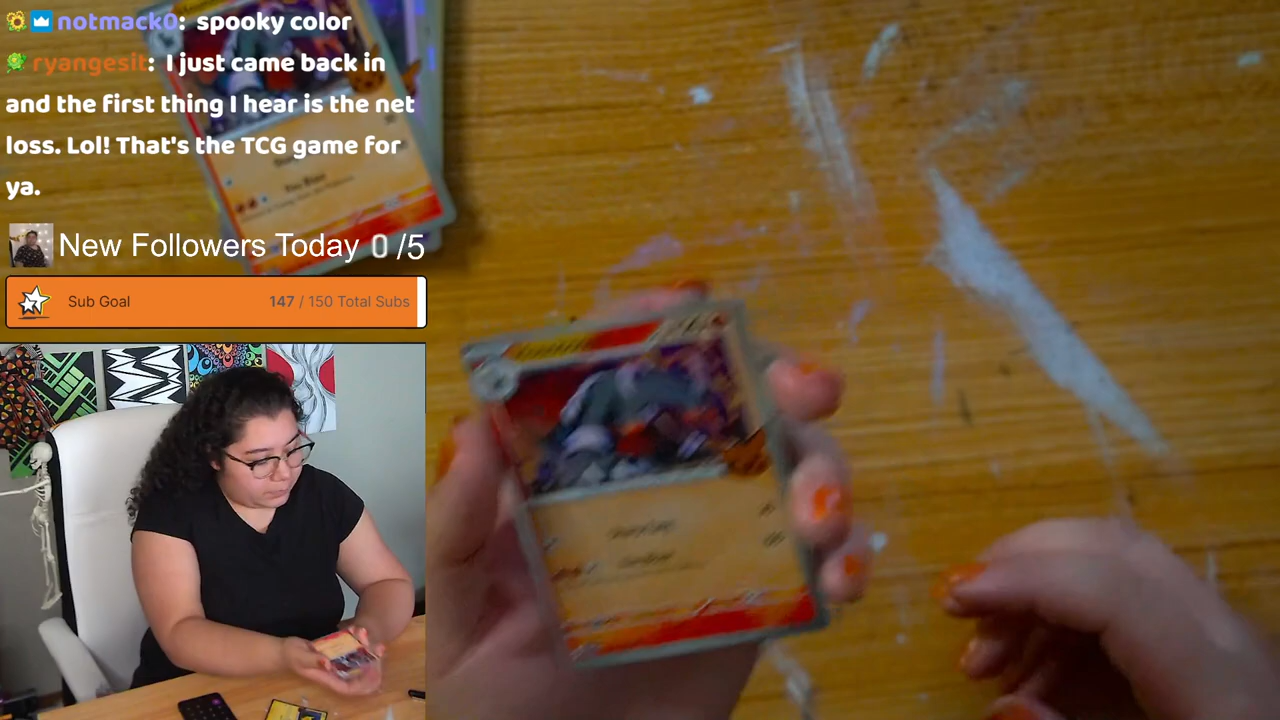 notmack0: spooky color
ryangesit: I just came back in
and the first thing I hear is the net
loss. Lol! That's the TCG game for
ya.
New Followers Today 0 /5
Sub Goal 147 / 150 Total Subs